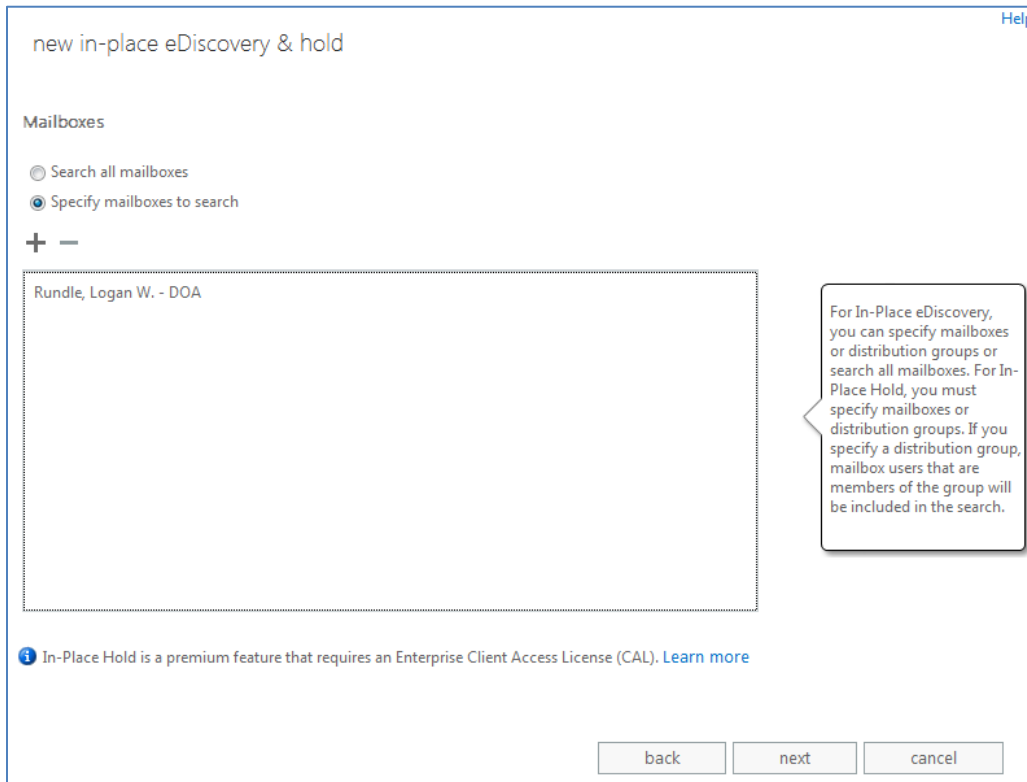 Help
new in-place eDiscovery & hold
Mailboxes
Search all mailboxes
Specify mailboxes to search
Rundle, Logan W. - DOA
For In-Place eDiscovery,
you can specify mailboxes
or distribution groups or
search all mailboxes. For In-
Place Hold, you must
specify mailboxes or
distribution groups. If you
specify a distribution group,
mailbox users that are
members of the group will
be included in the search.
In-Place Hold is a premium feature that requires an Enterprise Client Access License (CAL). Learn more
back
next
cancel